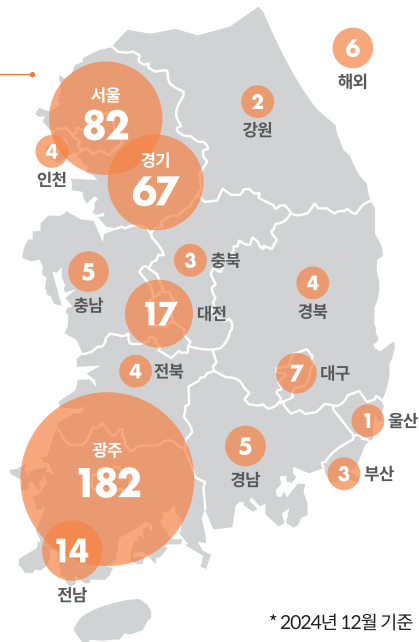 6
해외
서울
82
2
강원
4
인천
경기
67
3
충북
5
충남
4
경북
17
대전
4
전북
7
대구
1
울산
광주
182
5
경남
3
부산
14
전남
* 2024년 12월 기준